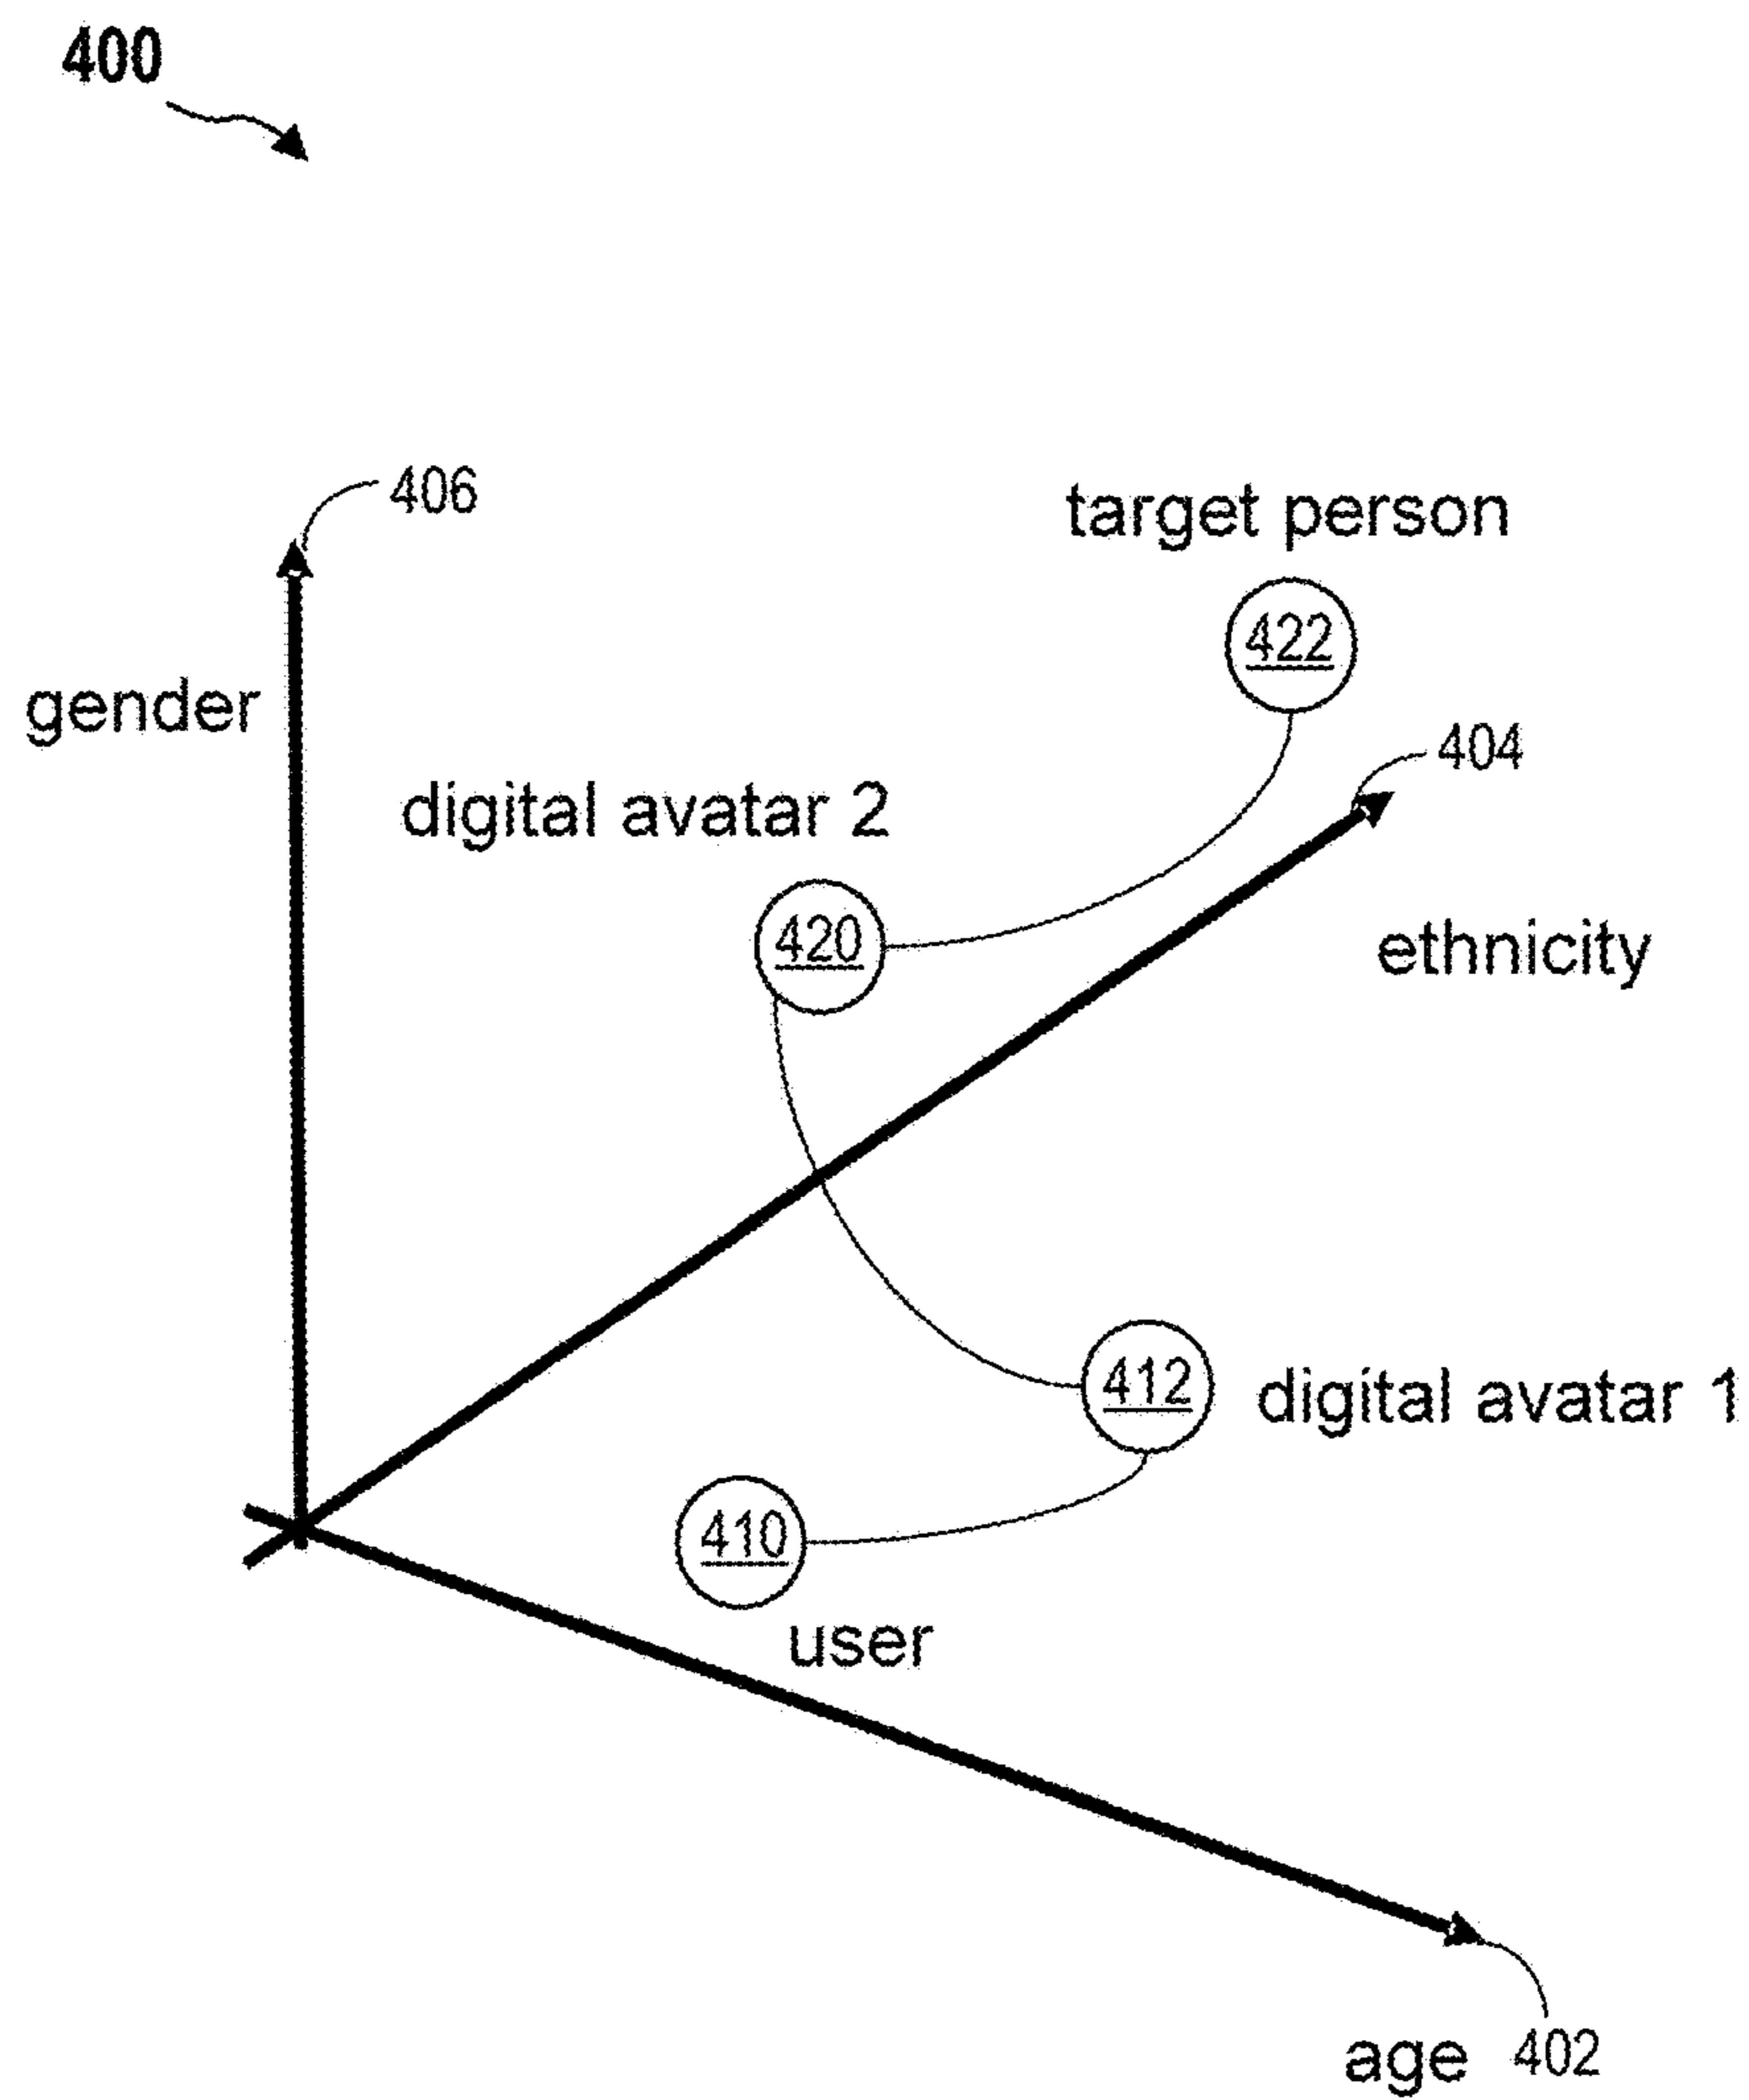 400
406
target person
422
gender
404
digital avatar 2
420
ethnicity
412
digital avatar 1
410
user
age 402